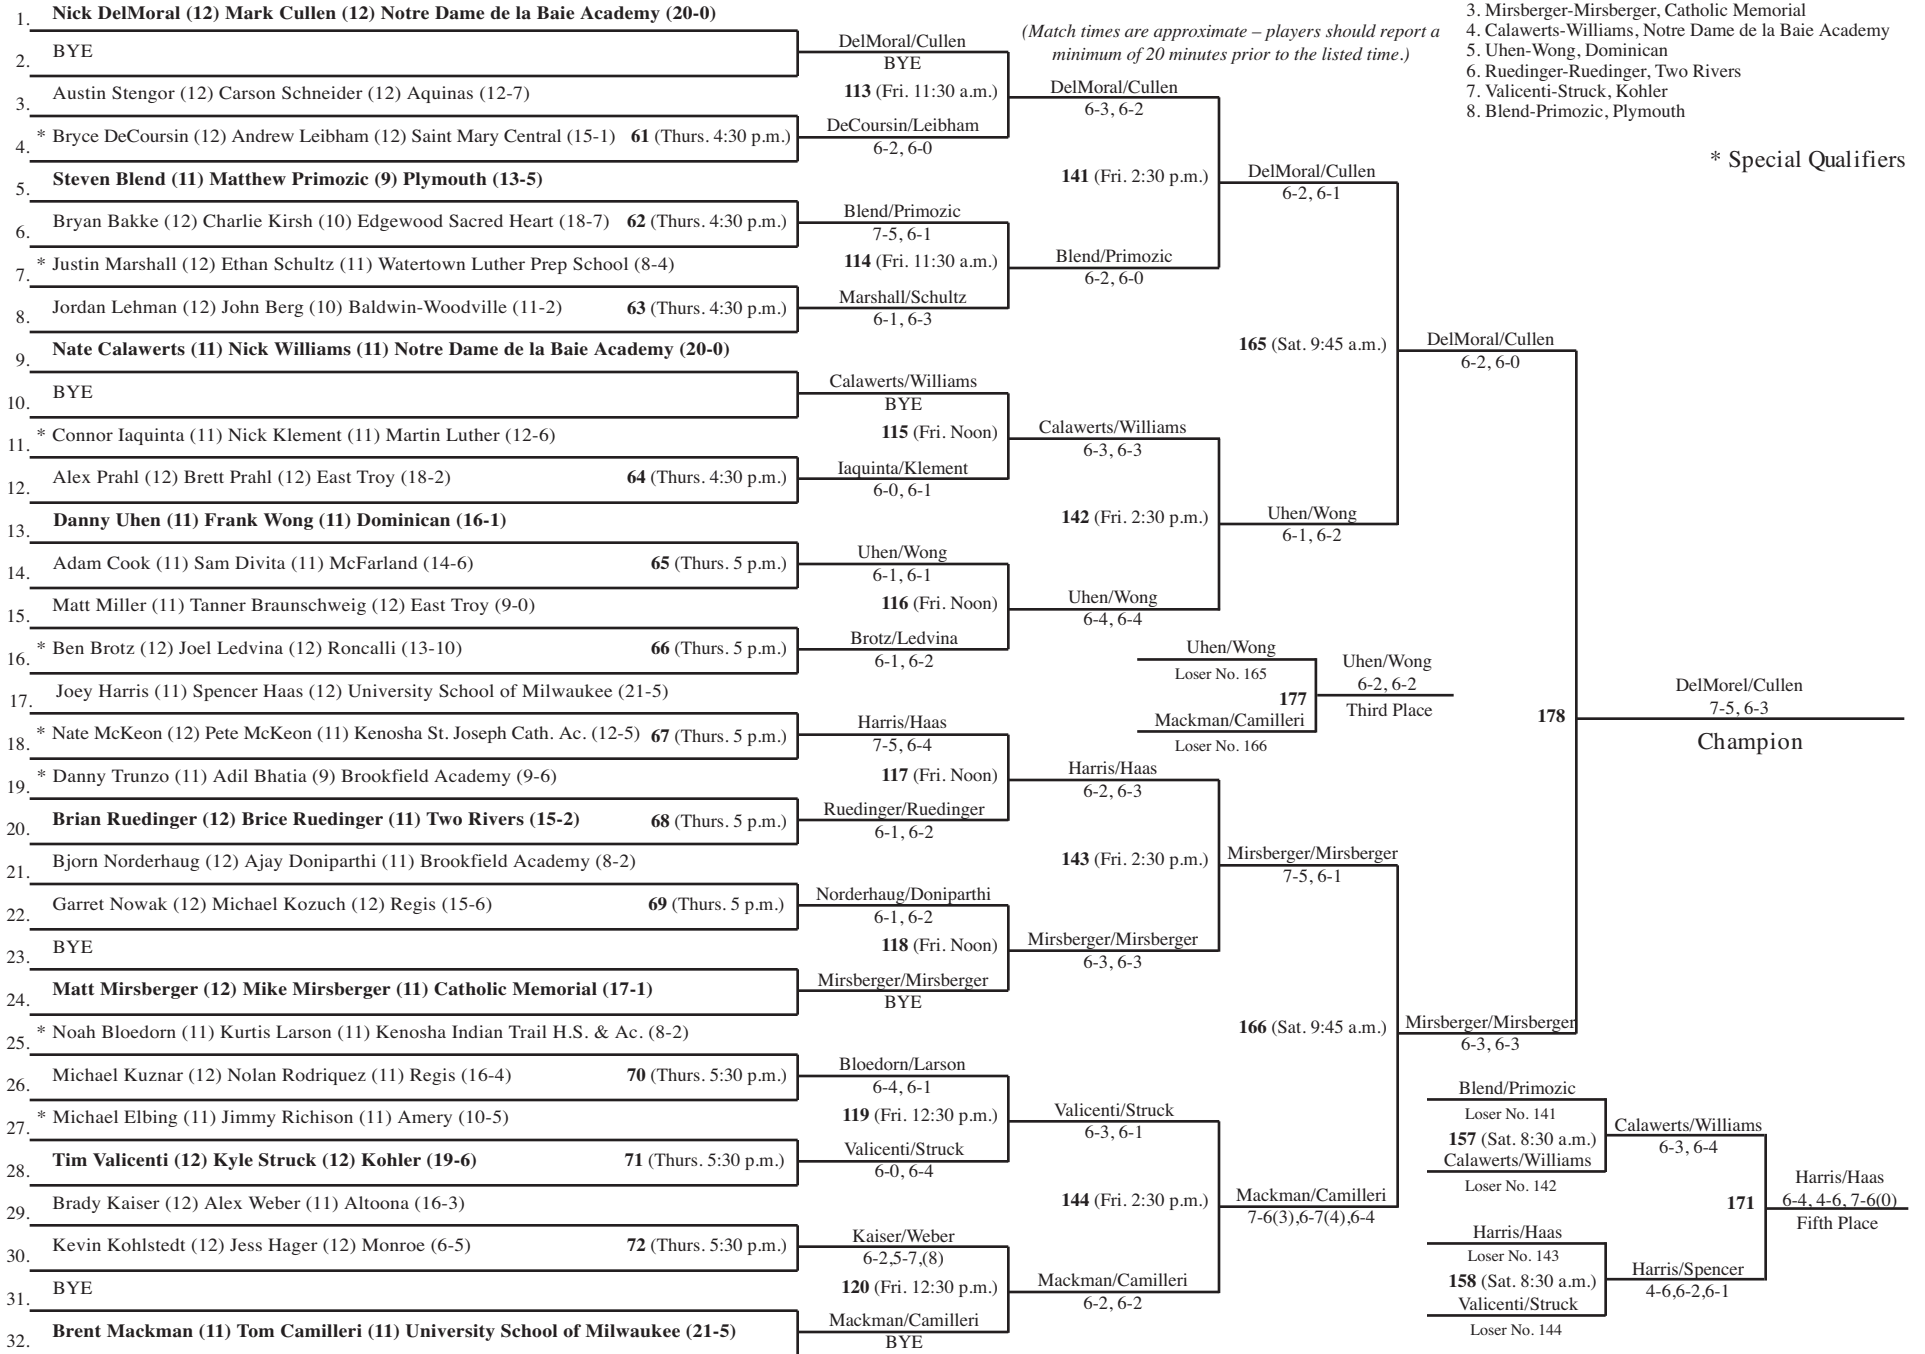 1. Nick DelMoral (12) Mark Cullen (12) Notre Dame de la Baie Academy (20-0)
2. BYE
3. Austin Stengor (12) Carson Schneider (12) Aquinas (12-7)
4. * Bryce DeCoursin (12) Andrew Leibham (12) Saint Mary Central (15-1) 61 (Thurs. 4:30 p.m.)
5. Steven Blend (11) Matthew Primozic (9) Plymouth (13-5)
6. Bryan Bakke (12) Charlie Kirsh (10) Edgewood Sacred Heart (18-7) 62 (Thurs. 4:30 p.m.)
7. * Justin Marshall (12) Ethan Schultz (11) Watertown Luther Prep School (8-4)
8. Jordan Lehman (12) John Berg (10) Baldwin-Woodville (11-2) 63 (Thurs. 4:30 p.m.)
9. Nate Calawerts (11) Nick Williams (11) Notre Dame de la Baie Academy (20-0)
10. BYE
11. * Connor Iaquinta (11) Nick Klement (11) Martin Luther (12-6)
12. Alex Prahl (12) Brett Prahl (12) East Troy (18-2) 64 (Thurs. 4:30 p.m.)
13. Danny Uhen (11) Frank Wong (11) Dominican (16-1)
14. Adam Cook (11) Sam Divita (11) McFarland (14-6) 65 (Thurs. 5 p.m.)
15. Matt Miller (11) Tanner Braunschweig (12) East Troy (9-0)
16. * Ben Brotz (12) Joel Ledvina (12) Roncalli (13-10) 66 (Thurs. 5 p.m.)
17. Joey Harris (11) Spencer Haas (12) University School of Milwaukee (21-5)
18. * Nate McKeon (12) Pete McKeon (11) Kenosha St. Joseph Cath. Ac. (12-5) 67 (Thurs. 5 p.m.)
19. * Danny Trunzo (11) Adil Bhatia (9) Brookfield Academy (9-6)
20. Brian Ruedinger (12) Brice Ruedinger (11) Two Rivers (15-2) 68 (Thurs. 5 p.m.)
21. Bjorn Norderhaug (12) Ajay Doniparthi (11) Brookfield Academy (8-2)
22. Garret Nowak (12) Michael Kozuch (12) Regis (15-6) 69 (Thurs. 5 p.m.)
23. BYE
24. Matt Mirsberger (12) Mike Mirsberger (11) Catholic Memorial (17-1)
25. * Noah Bloedorn (11) Kurtis Larson (11) Kenosha Indian Trail H.S. & Ac. (8-2)
26. Michael Kuznar (12) Nolan Rodriquez (11) Regis (16-4) 70 (Thurs. 5:30 p.m.)
27. * Michael Elbing (11) Jimmy Richison (11) Amery (10-5)
28. Tim Valicenti (12) Kyle Struck (12) Kohler (19-6) 71 (Thurs. 5:30 p.m.)
29. Brady Kaiser (12) Alex Weber (11) Altoona (16-3)
30. Kevin Kohlstedt (12) Jess Hager (12) Monroe (6-5) 72 (Thurs. 5:30 p.m.)
31. BYE
32. Brent Mackman (11) Tom Camilleri (11) University School of Milwaukee (21-5)
DelMoral/Cullen
BYE
113 (Fri. 11:30 a.m.)
DeCoursin/Leibham
6-2, 6-0
Blend/Primozic
7-5, 6-1
114 (Fri. 11:30 a.m.)
Marshall/Schultz
6-1, 6-3
Calawerts/Williams
BYE
115 (Fri. Noon)
Iaquinta/Klement
6-0, 6-1
Uhen/Wong
6-1, 6-1
116 (Fri. Noon)
Brotz/Ledvina
6-1, 6-2
Harris/Haas
7-5, 6-4
117 (Fri. Noon)
Ruedinger/Ruedinger
6-1, 6-2
Norderhaug/Doniparthi
6-1, 6-2
118 (Fri. Noon)
Mirsberger/Mirsberger
BYE
Bloedorn/Larson
6-4, 6-1
119 (Fri. 12:30 p.m.)
Valicenti/Struck
6-0, 6-4
Kaiser/Weber
6-2,5-7,(8)
120 (Fri. 12:30 p.m.)
Mackman/Camilleri
BYE
(Match times are approximate – players should report a
minimum of 20 minutes prior to the listed time.)
DelMoral/Cullen
6-3, 6-2
141 (Fri. 2:30 p.m.)
Blend/Primozic
6-2, 6-0
Calawerts/Williams
6-3, 6-3
142 (Fri. 2:30 p.m.)
Uhen/Wong
6-4, 6-4
Harris/Haas
6-2, 6-3
143 (Fri. 2:30 p.m.)
Mirsberger/Mirsberger
6-3, 6-3
Valicenti/Struck
6-3, 6-1
144 (Fri. 2:30 p.m.)
Mackman/Camilleri
6-2, 6-2
DelMoral/Cullen
6-2, 6-1
165 (Sat. 9:45 a.m.)
Uhen/Wong
6-1, 6-2
Mirsberger/Mirsberger
7-5, 6-1
166 (Sat. 9:45 a.m.)
Mackman/Camilleri
7-6(3),6-7(4),6-4
DelMoral/Cullen
6-2, 6-0
178
Mirsberger/Mirsberger
6-3, 6-3
DelMorel/Cullen
7-5, 6-3
Champion
Uhen/Wong
Loser No. 165
177
Mackman/Camilleri
Loser No. 166
Uhen/Wong
6-2, 6-2
Third Place
Blend/Primozic
Loser No. 141
157 (Sat. 8:30 a.m.)
Calawerts/Williams
Loser No. 142
Calawerts/Williams
6-3, 6-4
Harris/Haas
Loser No. 143
158 (Sat. 8:30 a.m.)
Valicenti/Struck
Loser No. 144
Harris/Spencer
4-6,6-2,6-1
171
Harris/Haas
6-4, 4-6, 7-6(0)
Fifth Place
3. Mirsberger-Mirsberger, Catholic Memorial
4. Calawerts-Williams, Notre Dame de la Baie Academy
5. Uhen-Wong, Dominican
6. Ruedinger-Ruedinger, Two Rivers
7. Valicenti-Struck, Kohler
8. Blend-Primozic, Plymouth
* Special Qualifiers